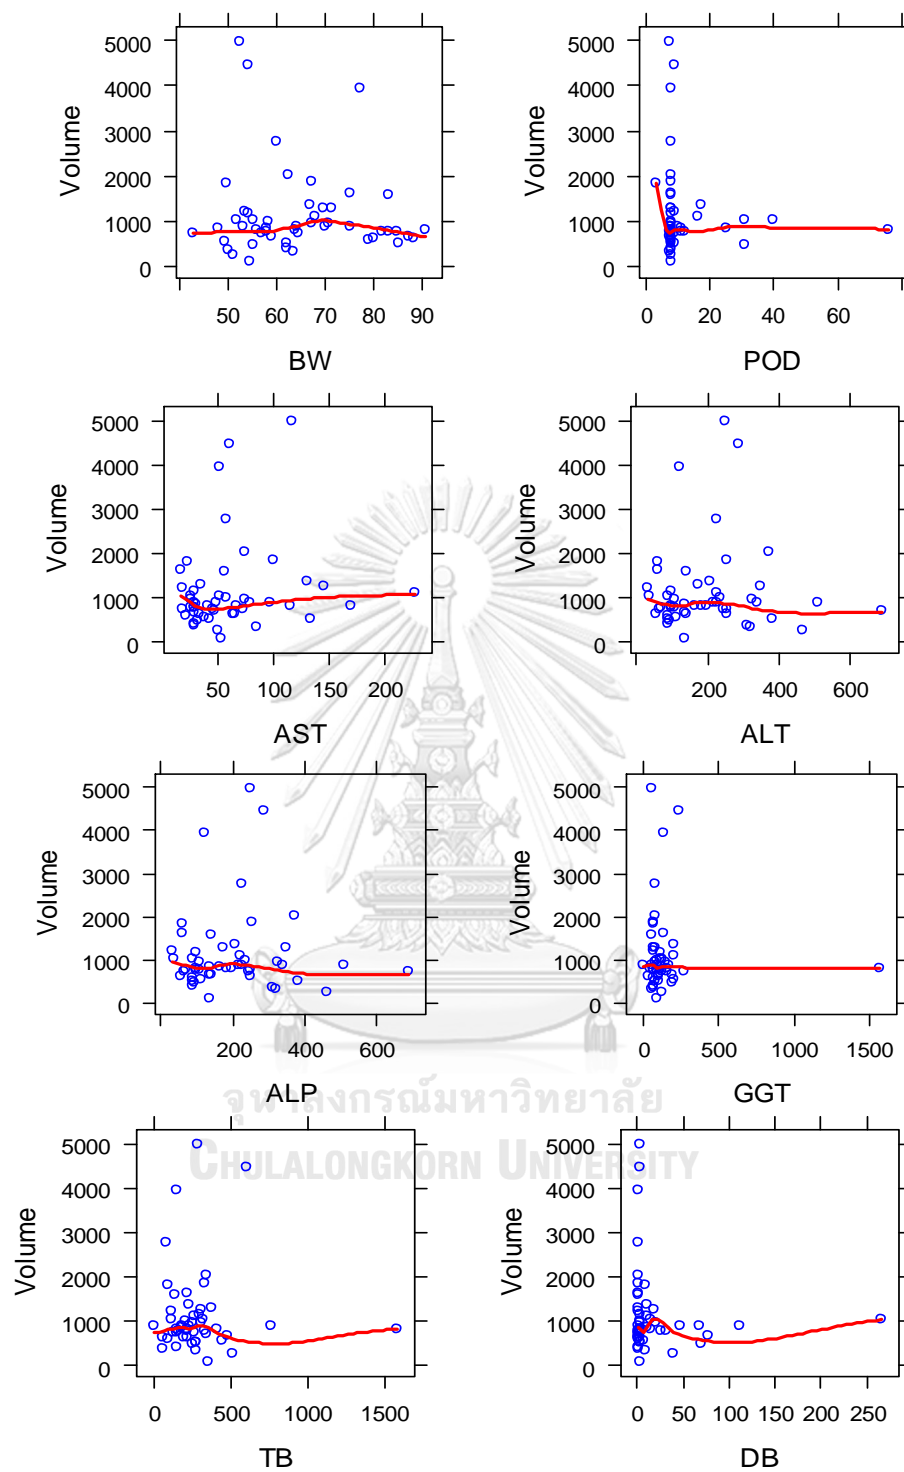 5000
4000
3000
2000
1000
0
Volume
50 60 70 80 90
BW
5000
4000
3000
2000
1000
0
Volume
0 20 40 60
POD
5000
4000
3000
2000
1000
0
Volume
50 100 150 200
AST
5000
4000
3000
2000
1000
0
Volume
200 400 600
ALT
5000
4000
3000
2000
1000
0
Volume
200 400 600
ALP
5000
4000
3000
2000
1000
0
Volume
0 500 1000 1500
GGT
จุฬาลงกรณ์มหาวิทยาลัย
CHULALONGKORN UNIVERSITY
5000
4000
3000
2000
1000
0
Volume
0 500 1000 1500
TB
5000
4000
3000
2000
1000
0
Volume
0 50 100 150 200 250
DB